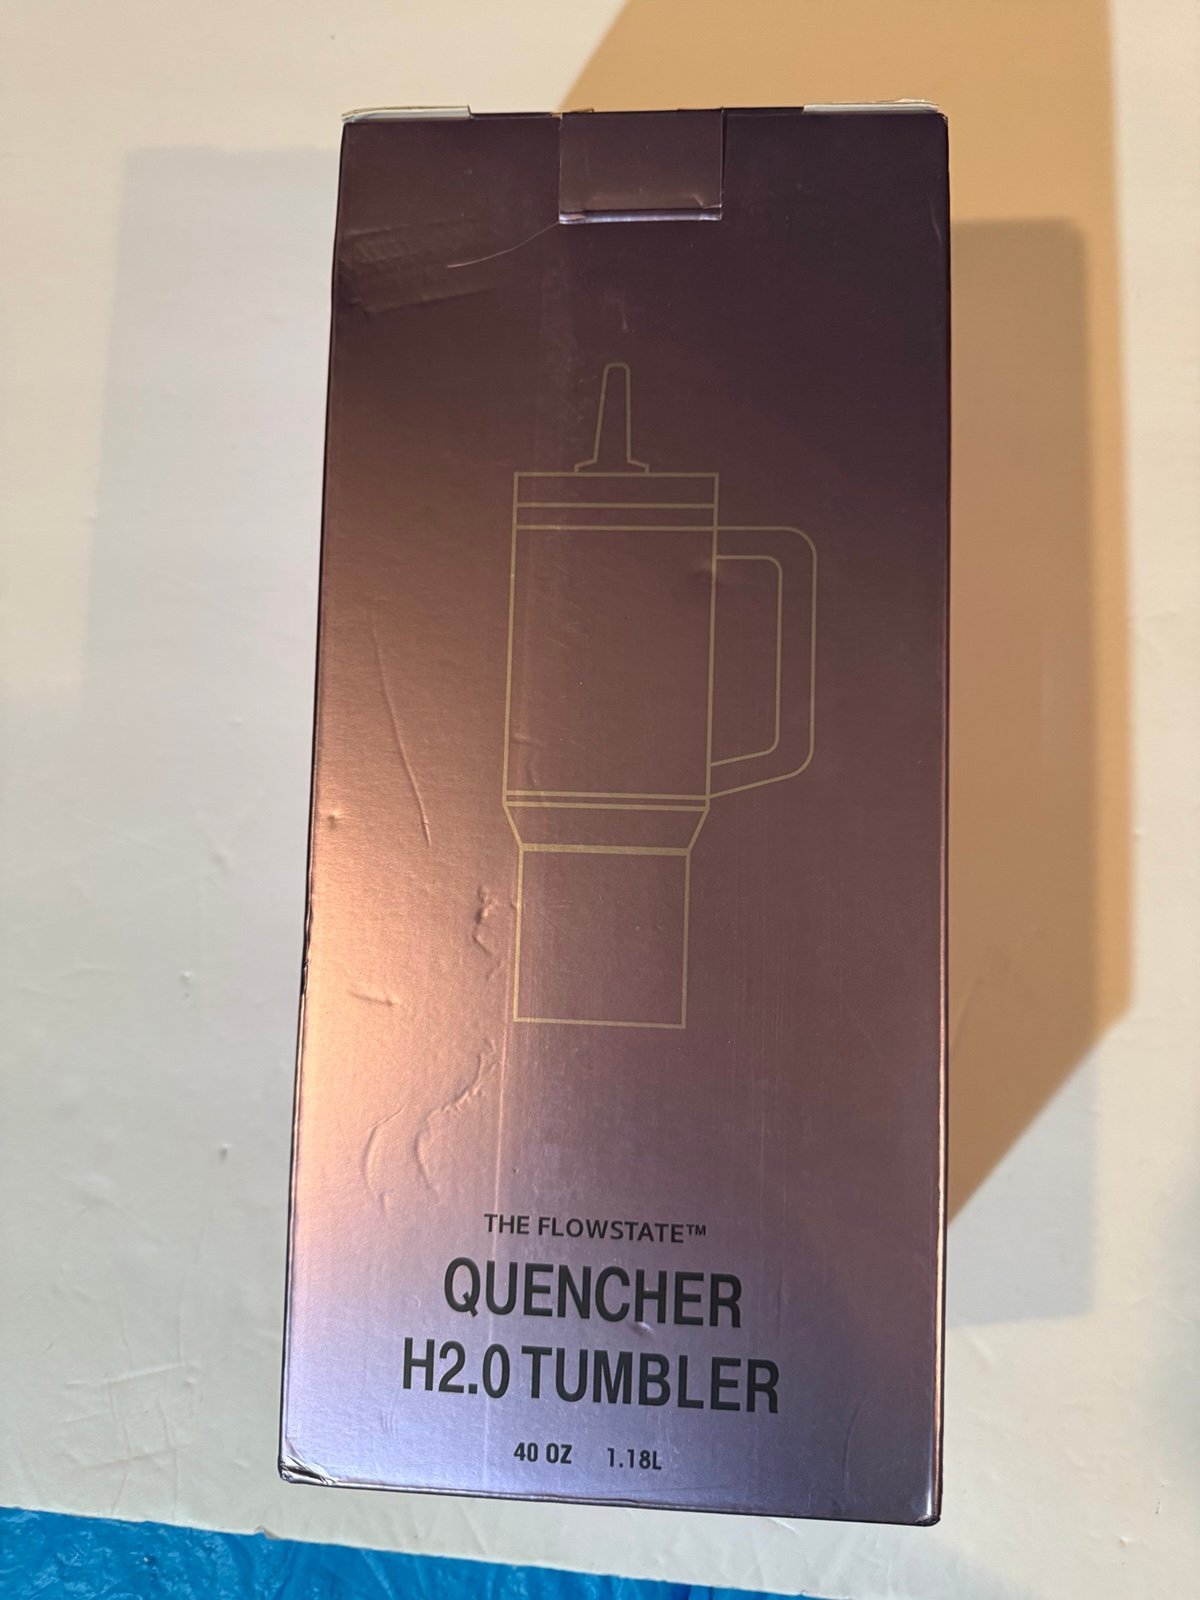 THE FLOWSTATE™
QUENCHER
H2.0 TUMBLER
40 OZ 1.18L